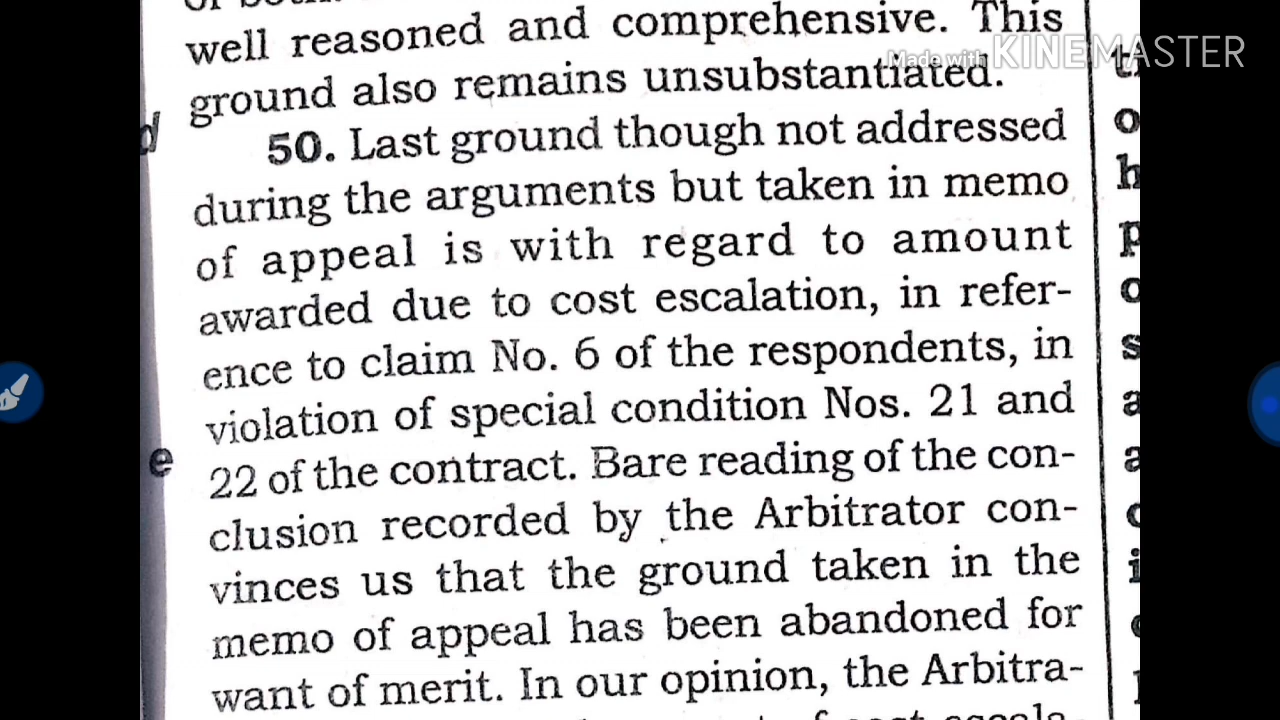 well reasoned and comprehensive. This
Made with KINEMASTER
ground also remains unsubstantiated.
50. Last ground though not addressed
during the arguments but taken in memo
of appeal is with regard to amount
awarded due to cost escalation, in refer-
ence to claim No. 6 of the respondents, in
violation of special condition Nos. 21 and
22 of the contract. Bare reading of the con-
e
clusion recorded by the Arbitrator con-
vinces us that the ground taken in the
memo of appeal has been abandoned for
want of merit. In our opinion, the Arbitra-